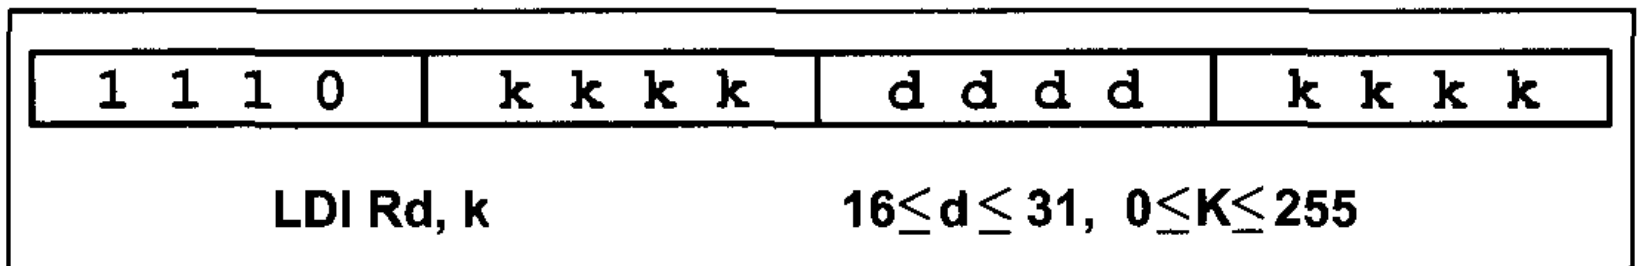 1 1 1 0 k k k k d d d d k k k k
LDI Rd, k 16≤d≤31, 0≤K≤255